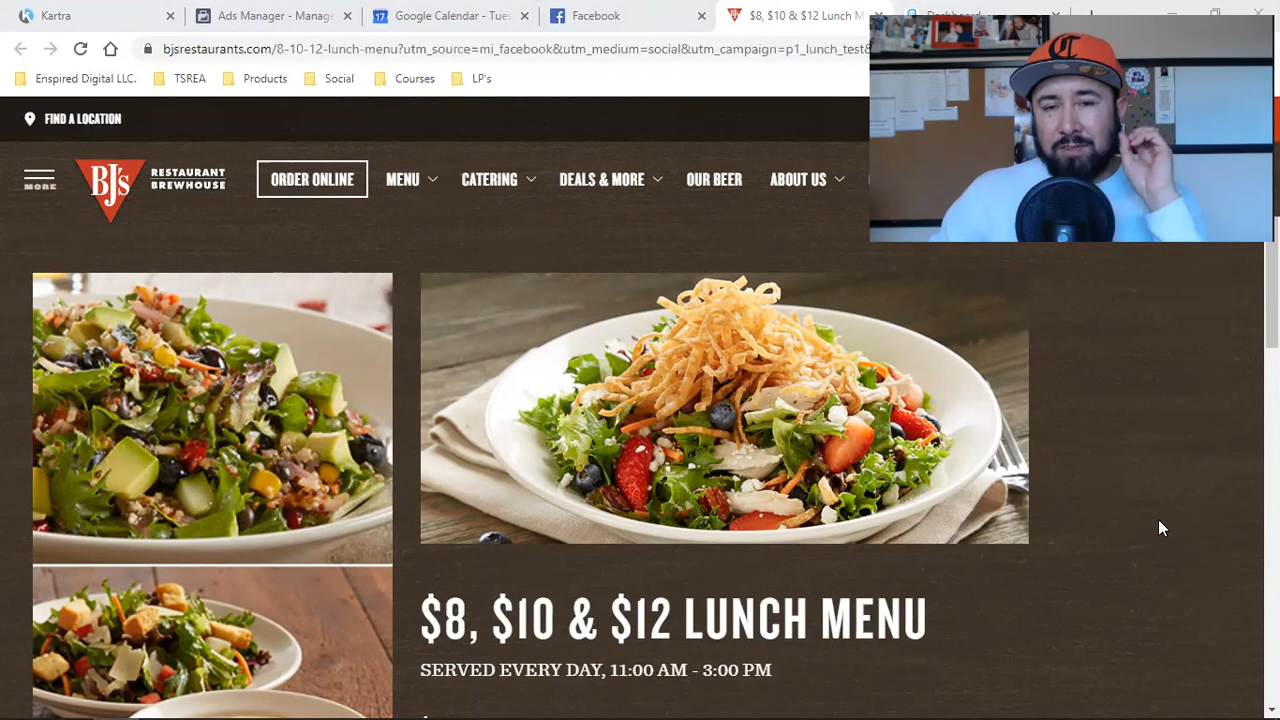 Kartra
Ads Manager - Manage
17 Google Calendar - Tues
Facebook
$8, $10 & $12 Lunch M
bjsrestaurants.com/8-10-12-lunch-menu?utm_source=mi_facebook&utm_medium=social&utm_campaign=p1_lunch_test&
Enspired Digital LLC.
TSREA
Products
Social
Courses
LP's
FIND A LOCATION
MORE
BJ's
RESTAURANT
BREWHOUSE
ORDER ONLINE
MENU
CATERING
DEALS & MORE
OUR BEER
ABOUT US
C
$8, $10 & $12 LUNCH MENU
SERVED EVERY DAY, 11:00 AM - 3:00 PM